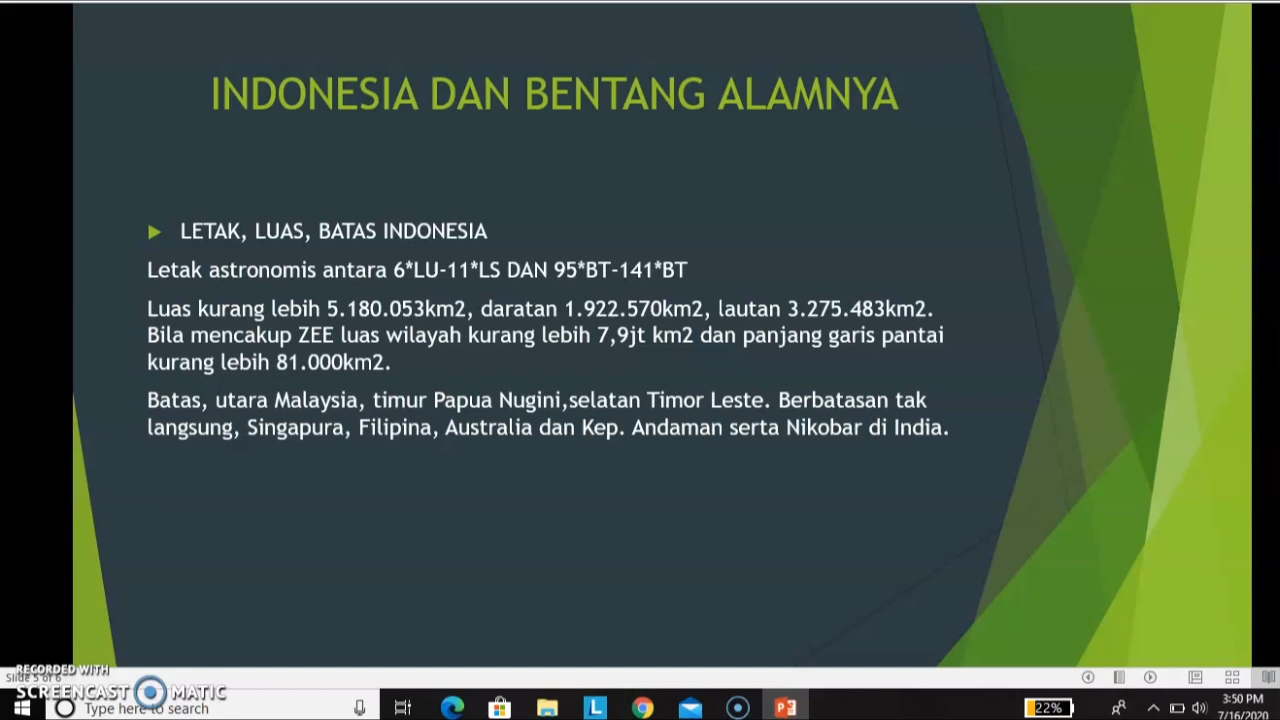 INDONESIA DAN BENTANG ALAMNYA
LETAK, LUAS, BATAS INDONESIA
Letak astronomis antara 6*LU-11*LS DAN 95*BT-141*BT
Luas kurang lebih 5.180.053km2, daratan 1.922.570km2, lautan 3.275.483km2.
Bila mencakup ZEE luas wilayah kurang lebih 7,9jt km2 dan panjang garis pantai
kurang lebih 81.000km2.
Batas, utara Malaysia, timur Papua Nugini,selatan Timor Leste. Berbatasan tak
langsung, Singapura, Filipina, Australia dan Kep. Andaman serta Nikobar di India.
RECORDED WITH
Slide 5 of 6
SCREENCAST MATIC
Type here to search
22%
3:50 PM
7/16/2020